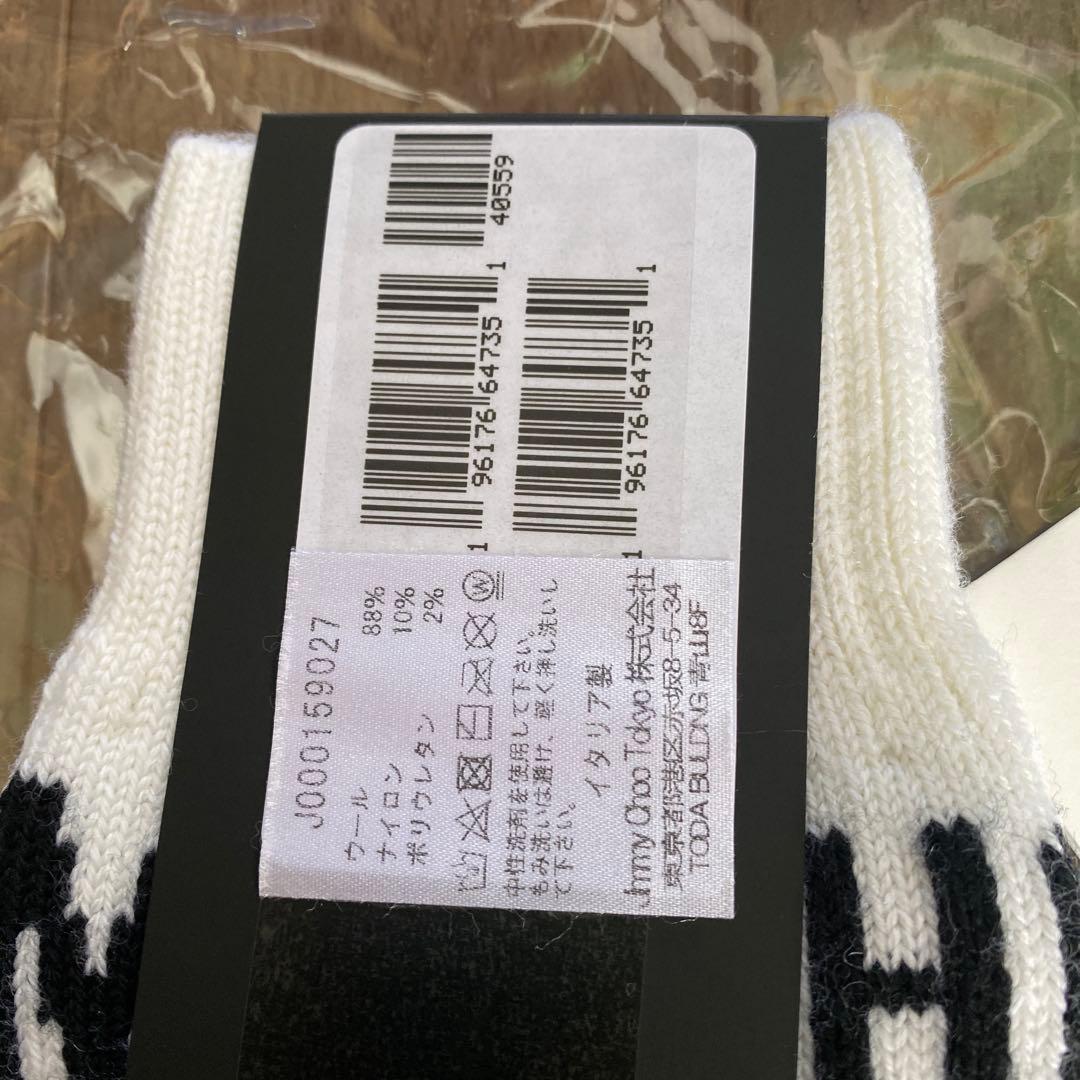 40559
1 96176 64735 1
1 96176 64735 1
J000159027
ウール 88%
ナイロン 10%
ポリウレタン 2%
W
中性洗剤を使用して下さい。
もみ洗いは避け、軽く押し洗いし
て下さい。
イタリア製
Jimmy Choo Tokyo 株式会社
東京都港区赤坂8-5-34
TODA BUILDING 青山8F